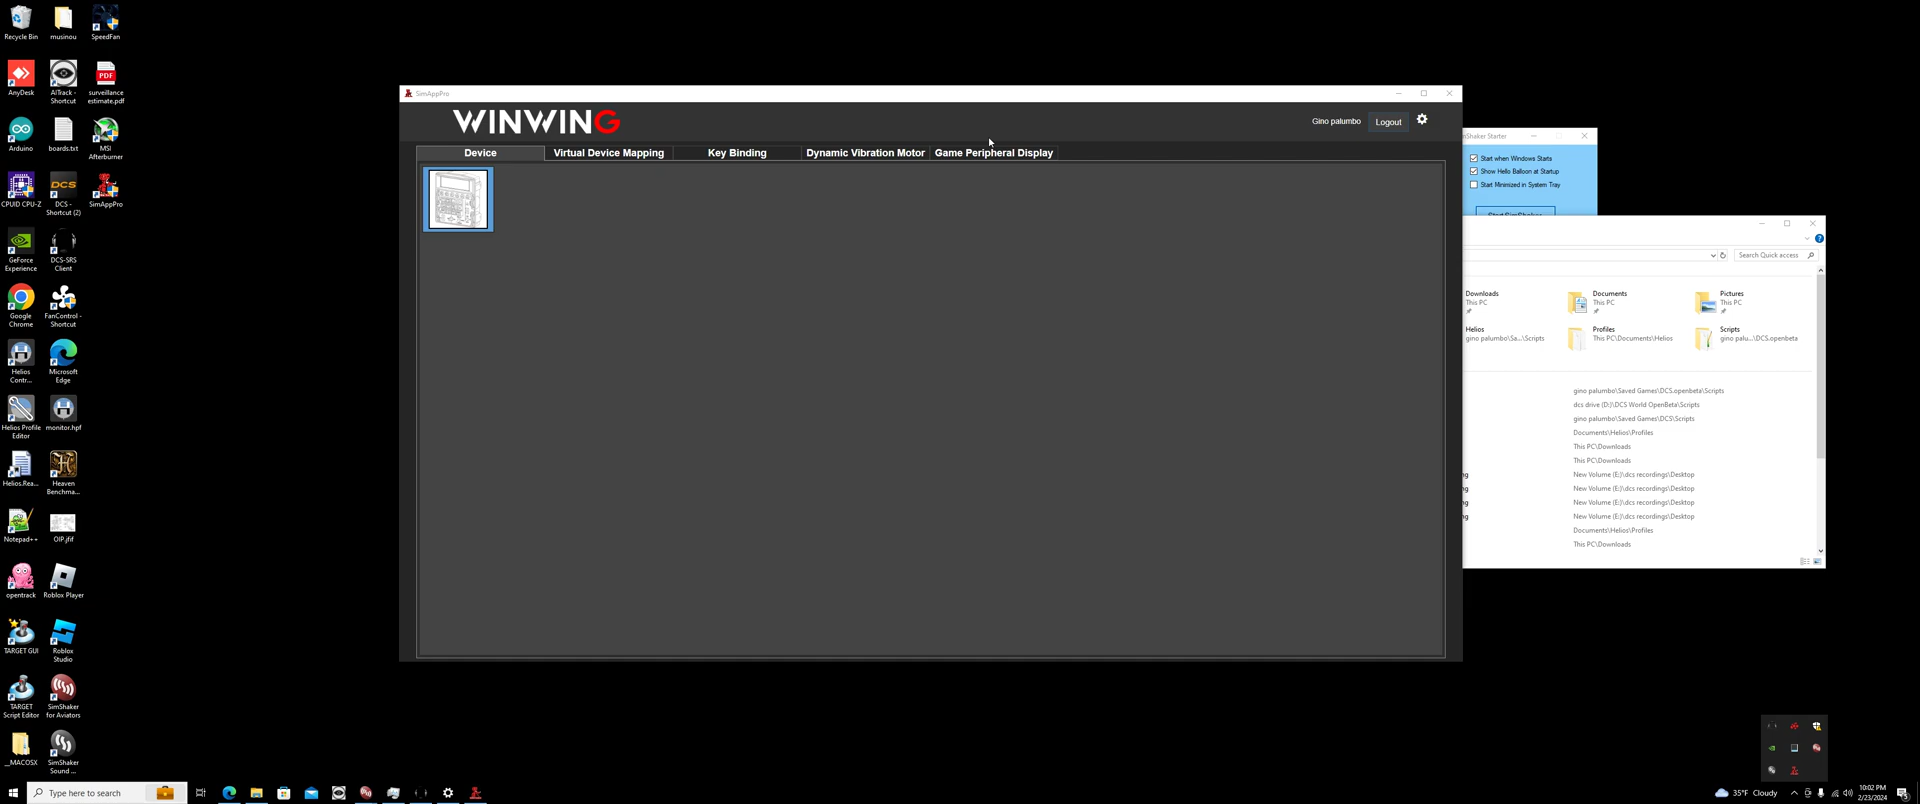 Recycle Bin
musinou
SpeedFan
AnyDesk
AITrack -
Shortcut
surveillance
estimate.pdf
Arduino
boards.txt
MSI
Afterburner
CPUID CPU-Z
DCS -
Shortcut (2)
SimAppPro
GeForce
Experience
DCS-SRS
Client
Google
Chrome
FanControl -
Shortcut
Helios
Contr...
Microsoft
Edge
Helios Profile
Editor
monitor.hpf
Helios.Rea...
Heaven
Benchma...
Notepad++
OIP.jfif
opentrack
Roblox Player
TARGET GUI
Roblox
Studio
TARGET
Script Editor
SimShaker
for Aviators
__MACOSX
SimShaker
Sound ...
SimAppPro
WINWING
Gino palumbo
Logout
Device
Virtual Device Mapping
Key Binding
Dynamic Vibration Motor
Game Peripheral Display
mShaker Starter
Start when Windows Starts
Show Hello Balloon at Startup
Start Minimized in System Tray
Search Quick access
Downloads
This PC
Documents
This PC
Pictures
This PC
Helios
gino palumbo\Sa...\Scripts
Profiles
This PC\Documents\Helios
Scripts
gino palu...\DCS.openbeta
gino palumbo\Saved Games\DCS.openbeta\Scripts
dcs drive (D:)\DCS World OpenBeta\Scripts
gino palumbo\Saved Games\DCS\Scripts
Documents\Helios\Profiles
This PC\Downloads
This PC\Downloads
ng New Volume (E:)\dcs recordings\Desktop
ng New Volume (E:)\dcs recordings\Desktop
ng New Volume (E:)\dcs recordings\Desktop
ng New Volume (E:)\dcs recordings\Desktop
Documents\Helios\Profiles
This PC\Downloads
Type here to search
35°F Cloudy
10:02 PM
2/23/2024